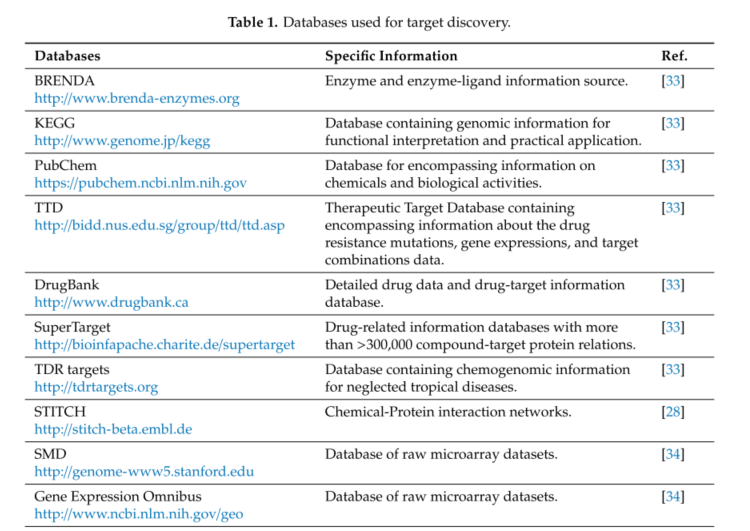 Table 1. Databases used for target discovery.
Databases Specific Information Ref.
BRENDA Enzyme and enzyme-ligand information source. [33]
http://www.brenda-enzymes.org
KEGG Database containing genomic information for [33]
http://www.genome.jp/kegg functional interpretation and practical application.
PubChem Database for encompassing information on [33]
https://pubchem.ncbi.nlm.nih.gov chemicals and biological activities.
TTD Therapeutic Target Database containing [33]
http://bidd.nus.edu.sg/group/ttd/ttd.asp encompassing information about the drug
resistance mutations, gene expressions, and target
combinations data.
DrugBank Detailed drug data and drug-target information [33]
http://www.drugbank.ca database.
SuperTarget Drug-related information databases with more [33]
http://bioinfapache.charite.de/supertarget than >300,000 compound-target protein relations.
TDR targets Database containing chemogenomic information [33]
http://tdrtargets.org for neglected tropical diseases.
STITCH Chemical-Protein interaction networks. [28]
http://stitch-beta.embl.de
SMD Database of raw microarray datasets. [34]
http://genome-www5.stanford.edu
Gene Expression Omnibus Database of raw microarray datasets. [34]
http://www.ncbi.nlm.nih.gov/geo